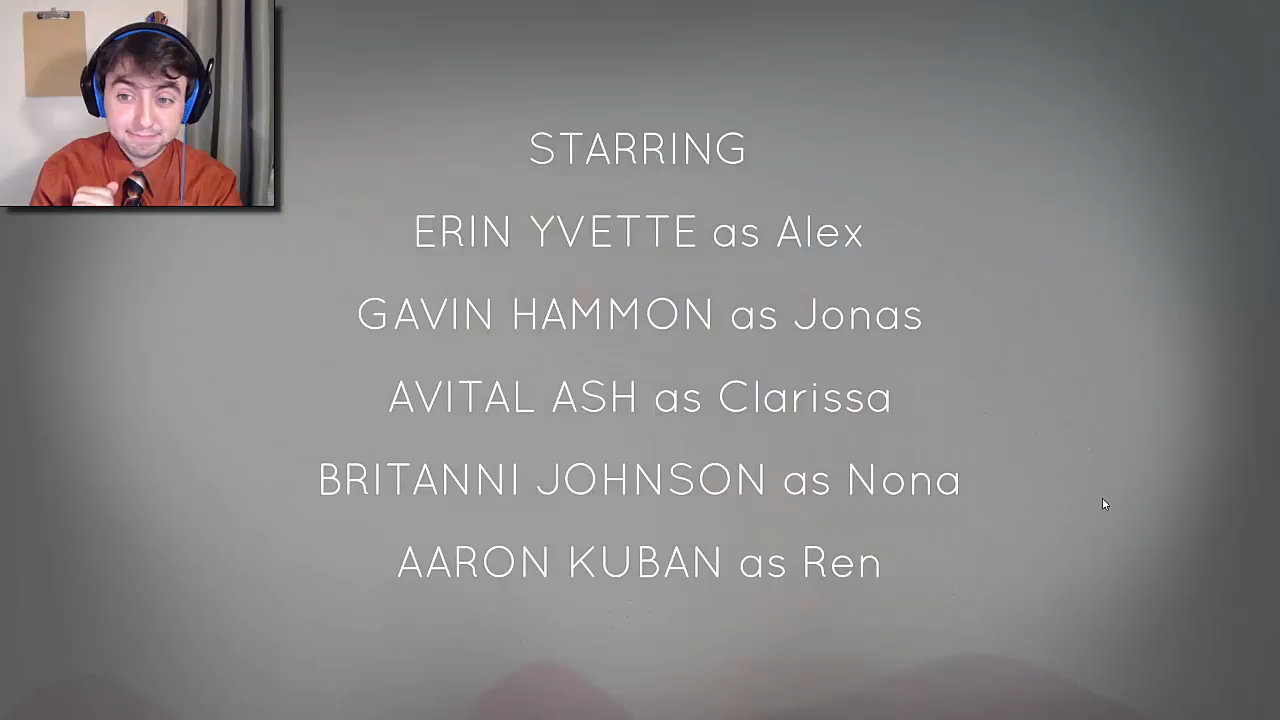 STARRING
ERIN YVETTE as Alex
GAVIN HAMMON as Jonas
AVITAL ASH as Clarissa
BRITANNI JOHNSON as Nona
AARON KUBAN as Ren